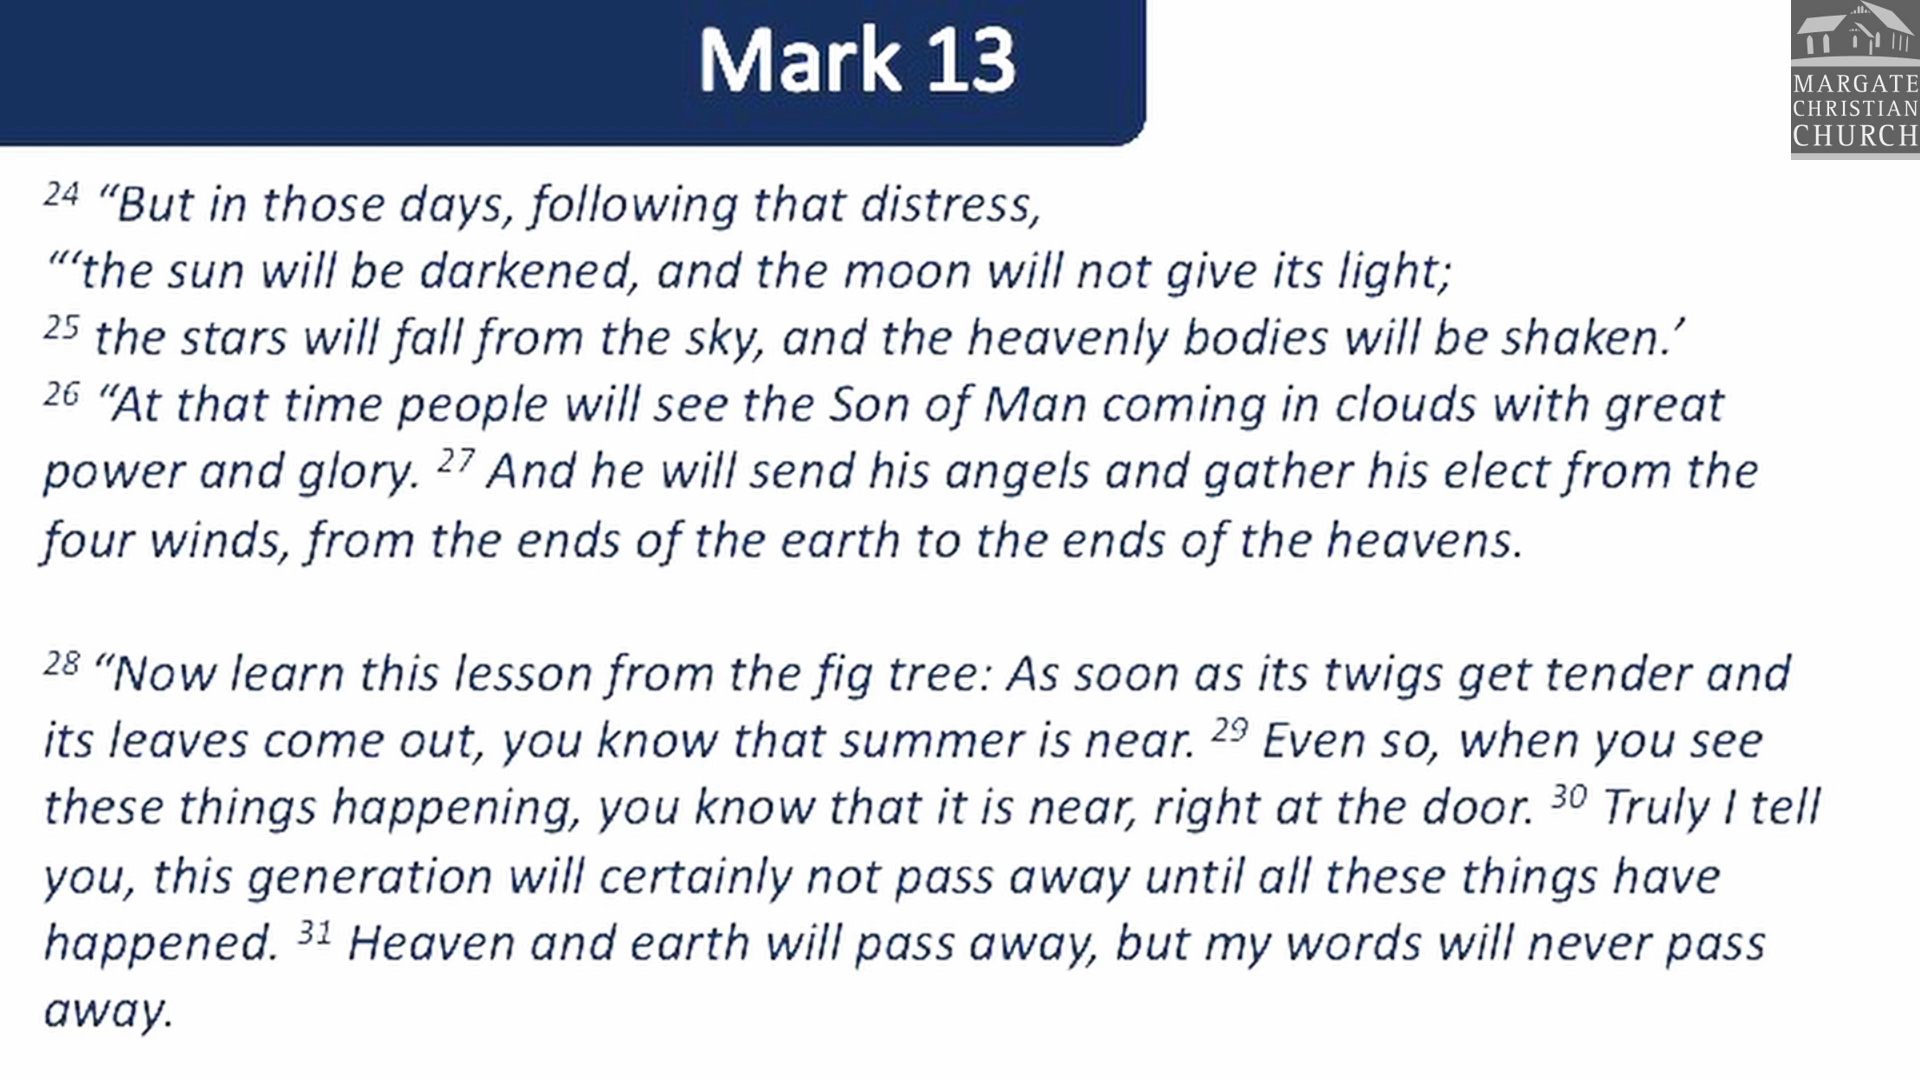 Mark 13
MARGATE
CHRISTIAN
CHURCH
24 “But in those days, following that distress,
“‘the sun will be darkened, and the moon will not give its light;
25 the stars will fall from the sky, and the heavenly bodies will be shaken.’
26 “At that time people will see the Son of Man coming in clouds with great
power and glory. 27 And he will send his angels and gather his elect from the
four winds, from the ends of the earth to the ends of the heavens.
28 “Now learn this lesson from the fig tree: As soon as its twigs get tender and
its leaves come out, you know that summer is near. 29 Even so, when you see
these things happening, you know that it is near, right at the door. 30 Truly I tell
you, this generation will certainly not pass away until all these things have
happened. 31 Heaven and earth will pass away, but my words will never pass
away.